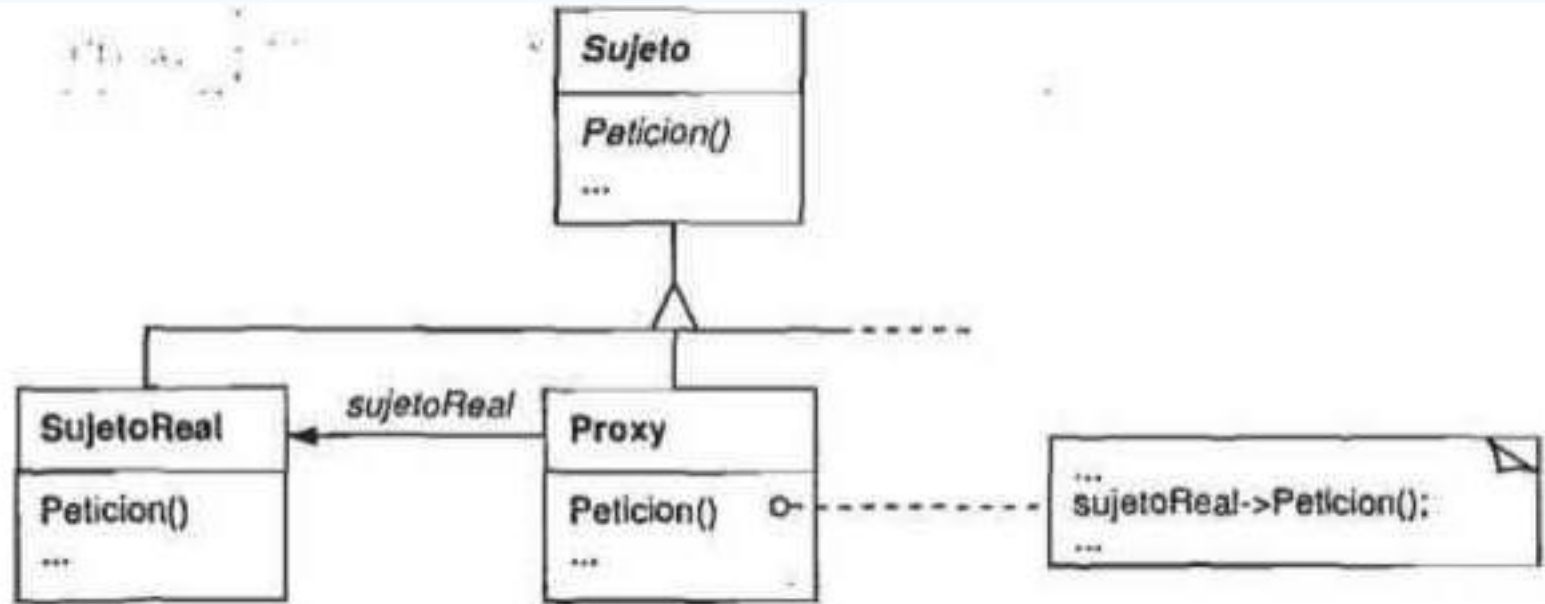 Sujeto
Peticion()
...
sujetoReal
SujetoReal
Peticion()
...
Proxy
Peticion()
...
...
sujetoReal->Peticion();
...